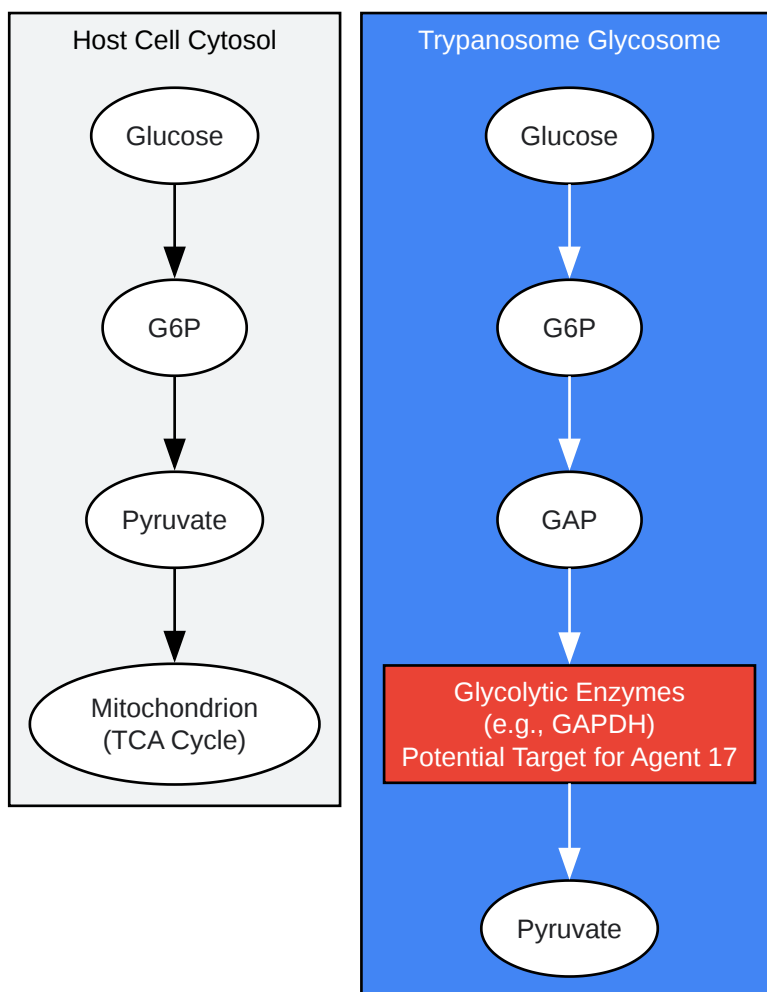 Host Cell Cytosol
Glucose
G6P
Pyruvate
Mitochondrion
(TCA Cycle)
Trypanosome Glycosome
Glucose
G6P
GAP
Glycolytic Enzymes
(e.g., GAPDH)
Potential Target for Agent 17
Pyruvate